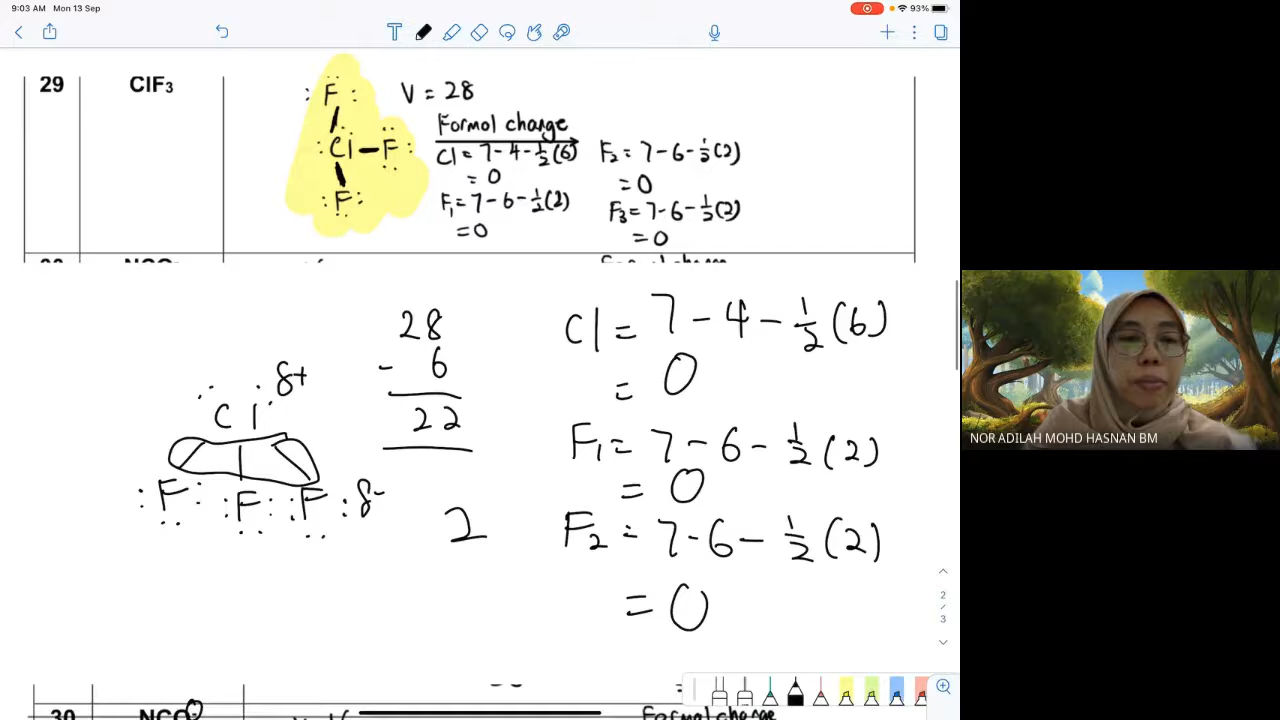 9:03 AM Mon 13 Sep
93%
29
ClF₃
: F :
: Cl – F :
: F :
V = 28
Formal charge
Cl = 7 - 4 - ½(6)
= 0
F₁ = 7 - 6 - ½(2)
= 0
F₂ = 7 - 6 - ½(2)
= 0
F₃ = 7 - 6 - ½(2)
= 0
28
- 6
22
2
Cl δ+
: F : : F : : F : δ-
Cl = 7 - 4 - ½(6)
= 0
F₁ = 7 - 6 - ½(2)
= 0
F₂ = 7 - 6 - ½(2)
= 0
NOR ADILAH MOHD HASNAN BM
2
/
3
30
NCO
Formal charge